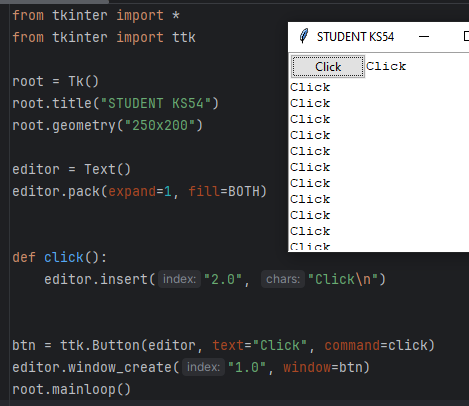 from tkinter import *
from tkinter import ttk
root = Tk()
root.title("STUDENT KS54")
root.geometry("250x200")
editor = Text()
editor.pack(expand=1, fill=BOTH)
def click():
    editor.insert(index: "2.0", chars: "Click\n")
btn = ttk.Button(editor, text="Click", command=click)
editor.window_create(index: "1.0", window=btn)
root.mainloop()
STUDENT KS54
Click Click
Click
Click
Click
Click
Click
Click
Click
Click
Click
Click
Click